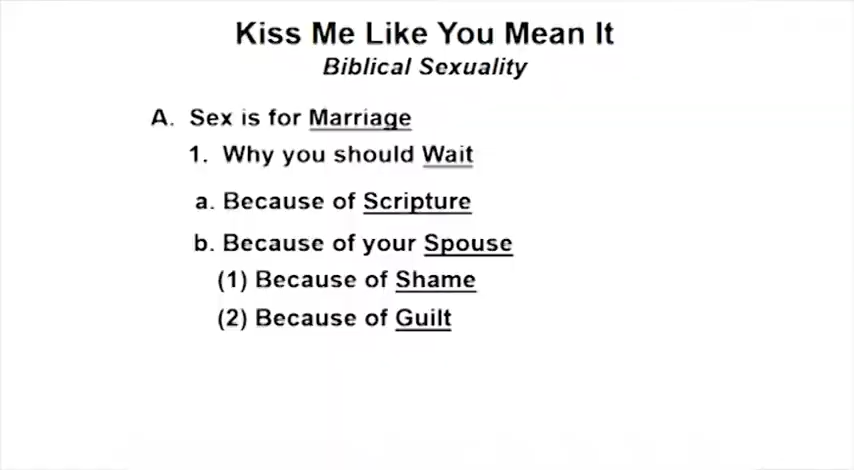 Kiss Me Like You Mean It
Biblical Sexuality
A. Sex is for Marriage
1. Why you should Wait
a. Because of Scripture
b. Because of your Spouse
(1) Because of Shame
(2) Because of Guilt